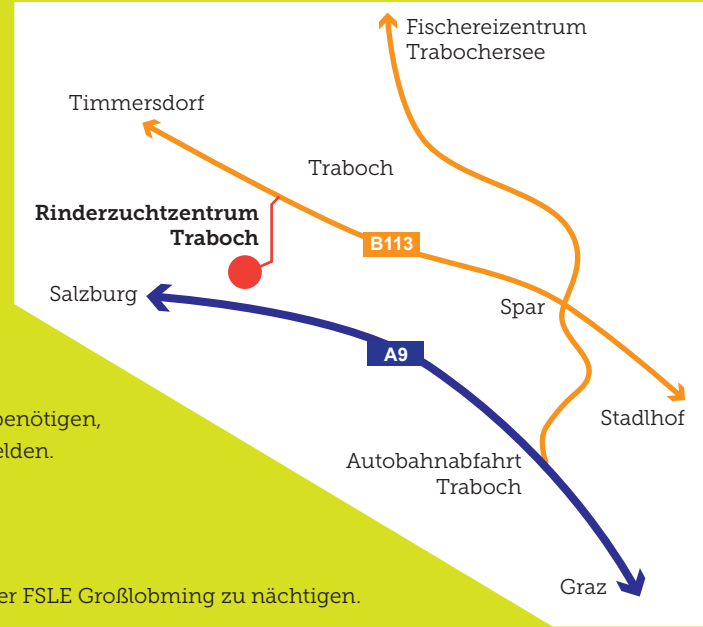 Fischereizentrum
Trabochersee
Timmersdorf
Traboch
Rinderzuchtzentrum
Traboch
B113
Salzburg
Spar
A9
Stadlhof
benötigen,
elden.
Autobahnabfahrt
Traboch
Graz
er FSLE Großlobming zu nächtigen.